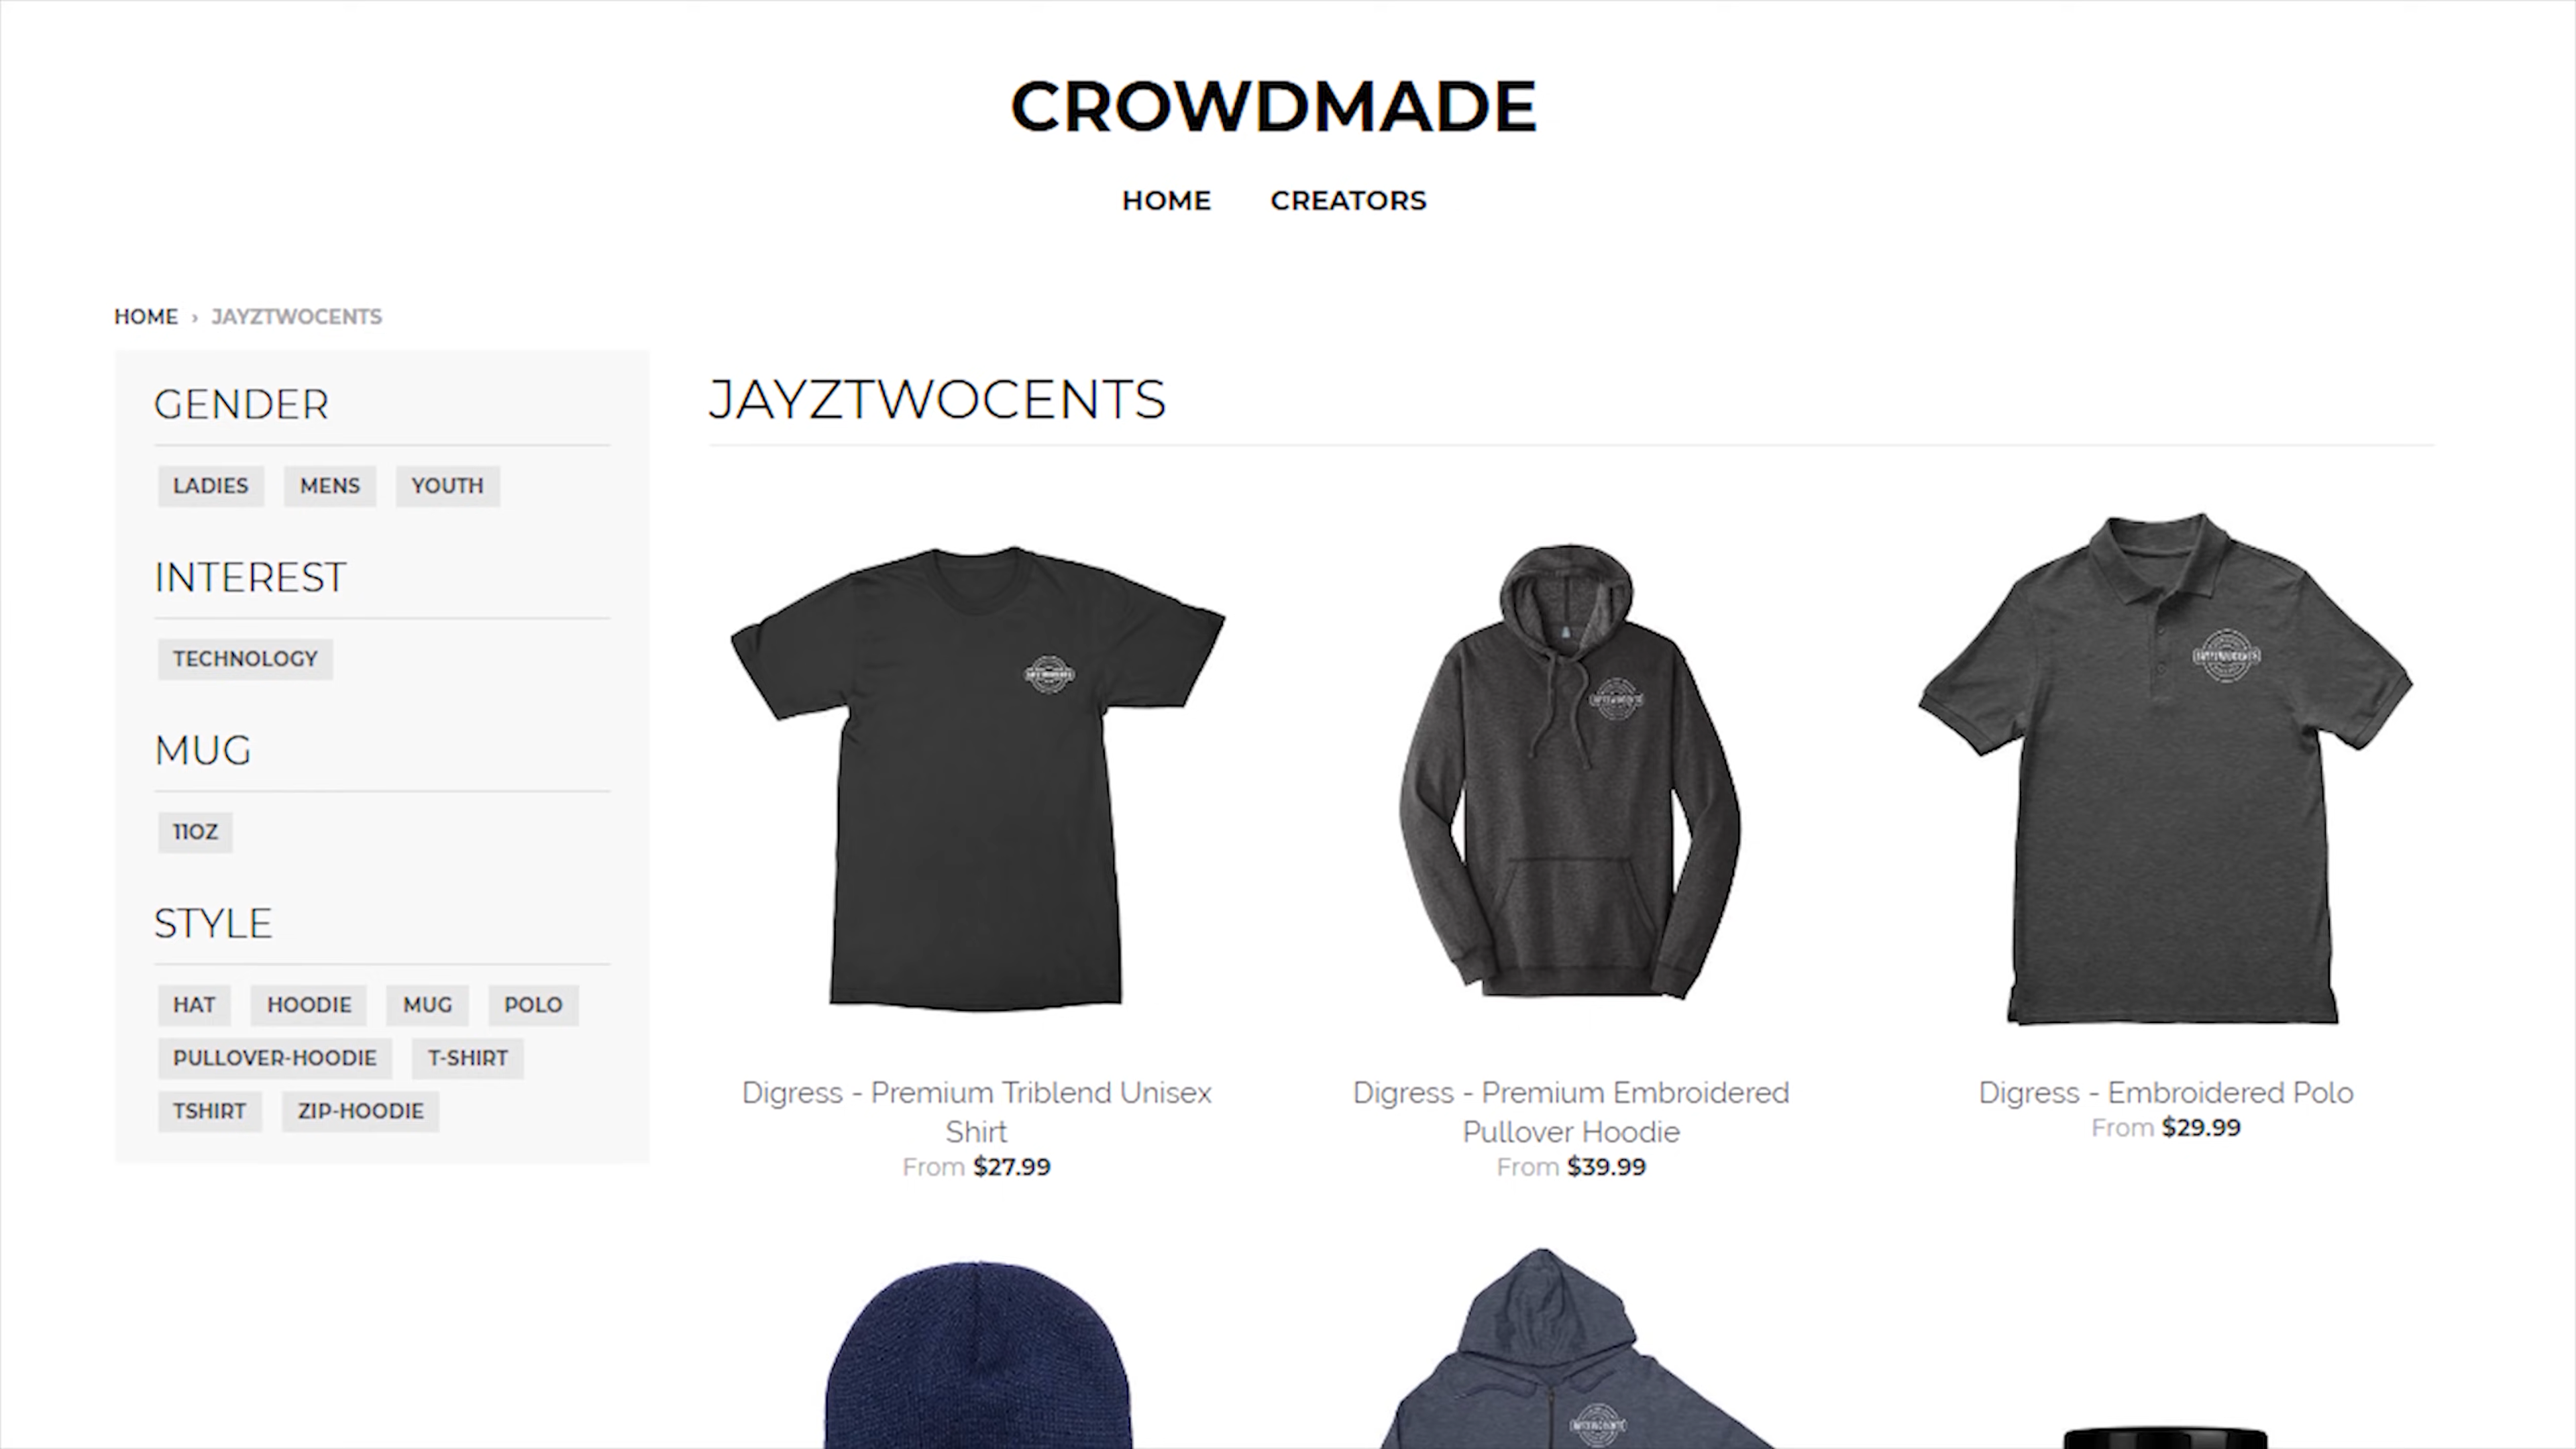 CROWDMADE
HOME CREATORS
HOME › JAYZTWOCENTS
GENDER
LADIES MENS YOUTH
INTEREST
TECHNOLOGY
MUG
11OZ
STYLE
HAT HOODIE MUG POLO
PULLOVER-HOODIE T-SHIRT
TSHIRT ZIP-HOODIE
JAYZTWOCENTS
Digress - Premium Triblend Unisex
Shirt
From $27.99
Digress - Premium Embroidered
Pullover Hoodie
From $39.99
Digress - Embroidered Polo
From $29.99
JAYZTWOCENTS